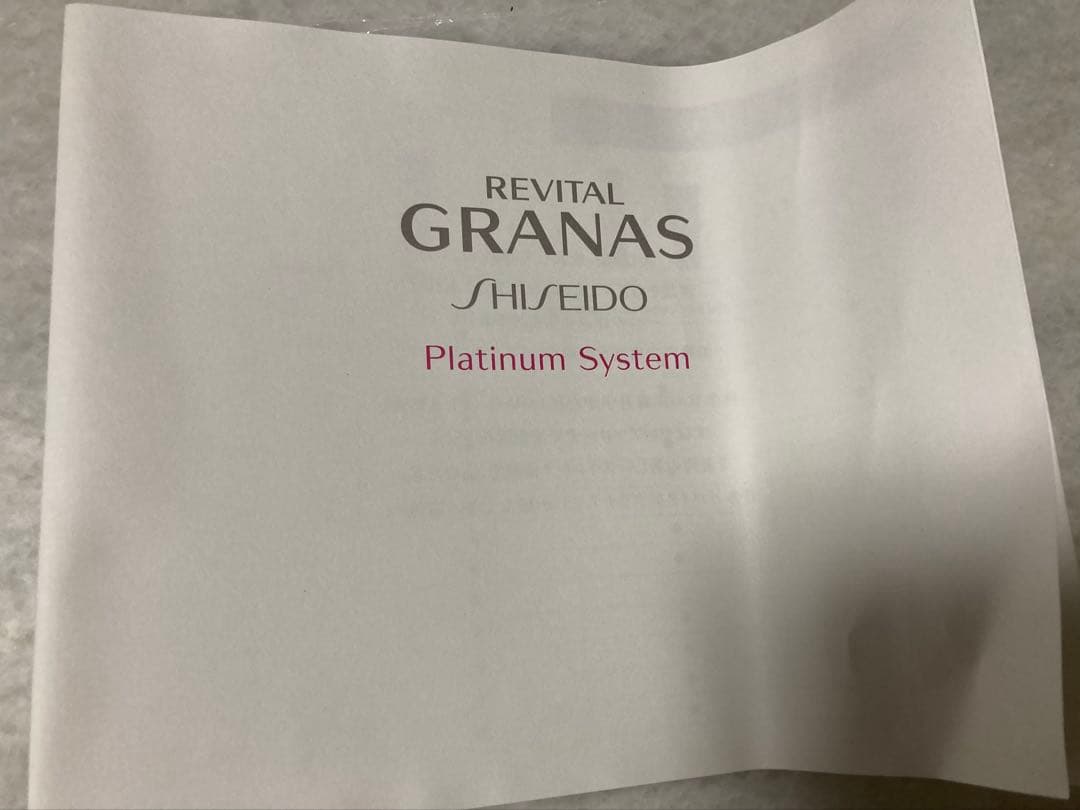 REVITAL
GRANAS
SHISEIDO
Platinum System